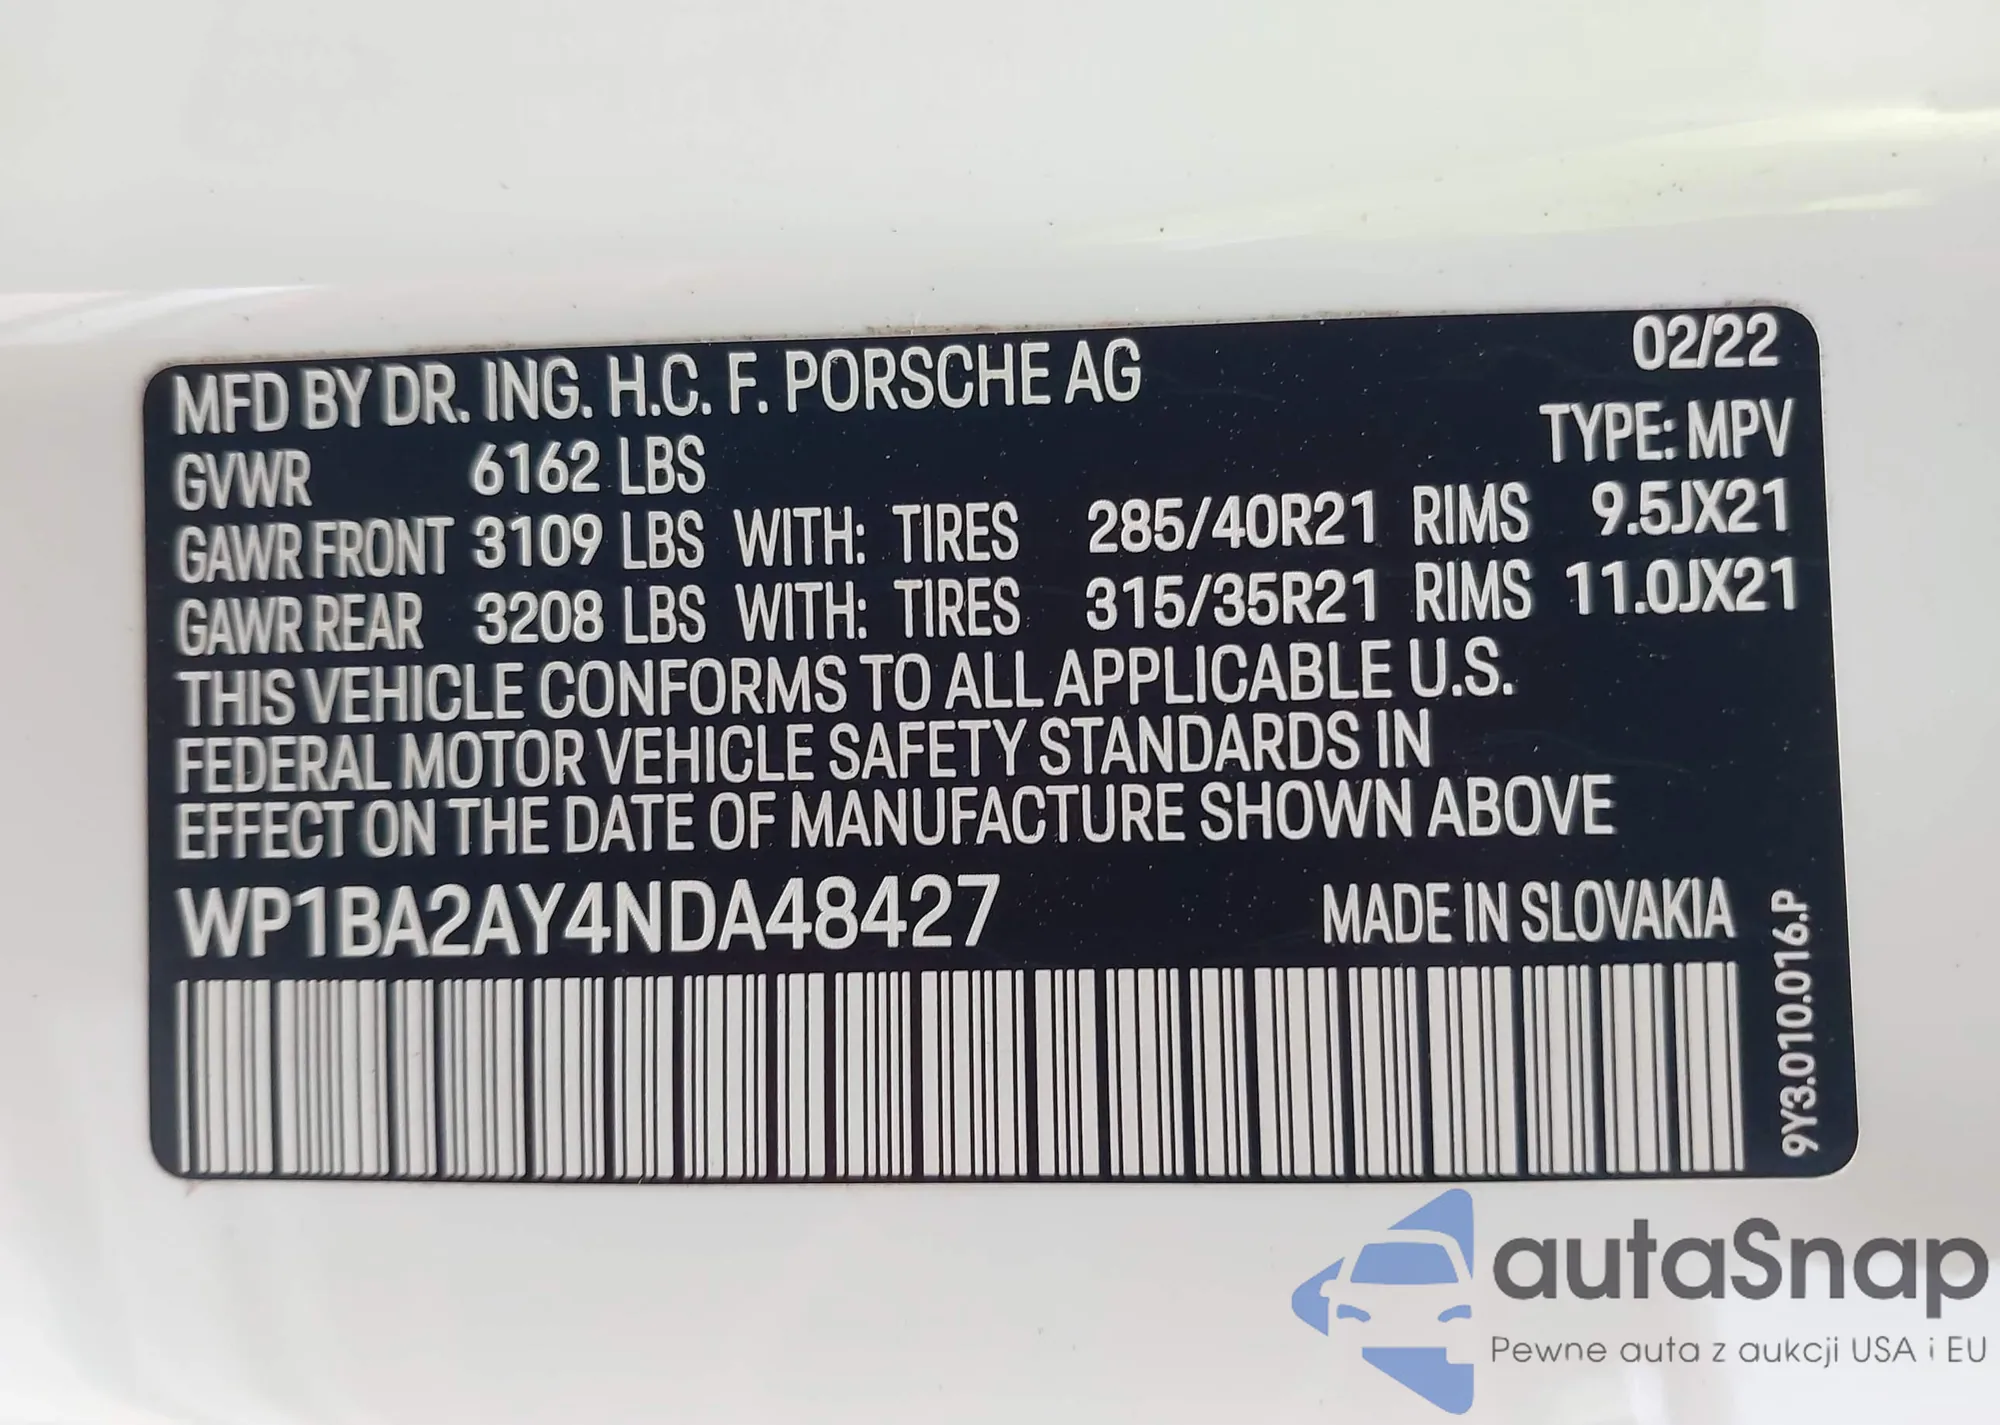 MFD BY DR. ING. H.C. F. PORSCHE AG 02/22
GVWR 6162 LBS TYPE: MPV
GAWR FRONT 3109 LBS WITH: TIRES 285/40R21 RIMS 9.5JX21
GAWR REAR 3208 LBS WITH: TIRES 315/35R21 RIMS 11.0JX21
THIS VEHICLE CONFORMS TO ALL APPLICABLE U.S.
FEDERAL MOTOR VEHICLE SAFETY STANDARDS IN
EFFECT ON THE DATE OF MANUFACTURE SHOWN ABOVE
WP1BA2AY4NDA48427 MADE IN SLOVAKIA
9Y3.010.016.P
autaSnap
Pewne auta z aukcji USA i EU